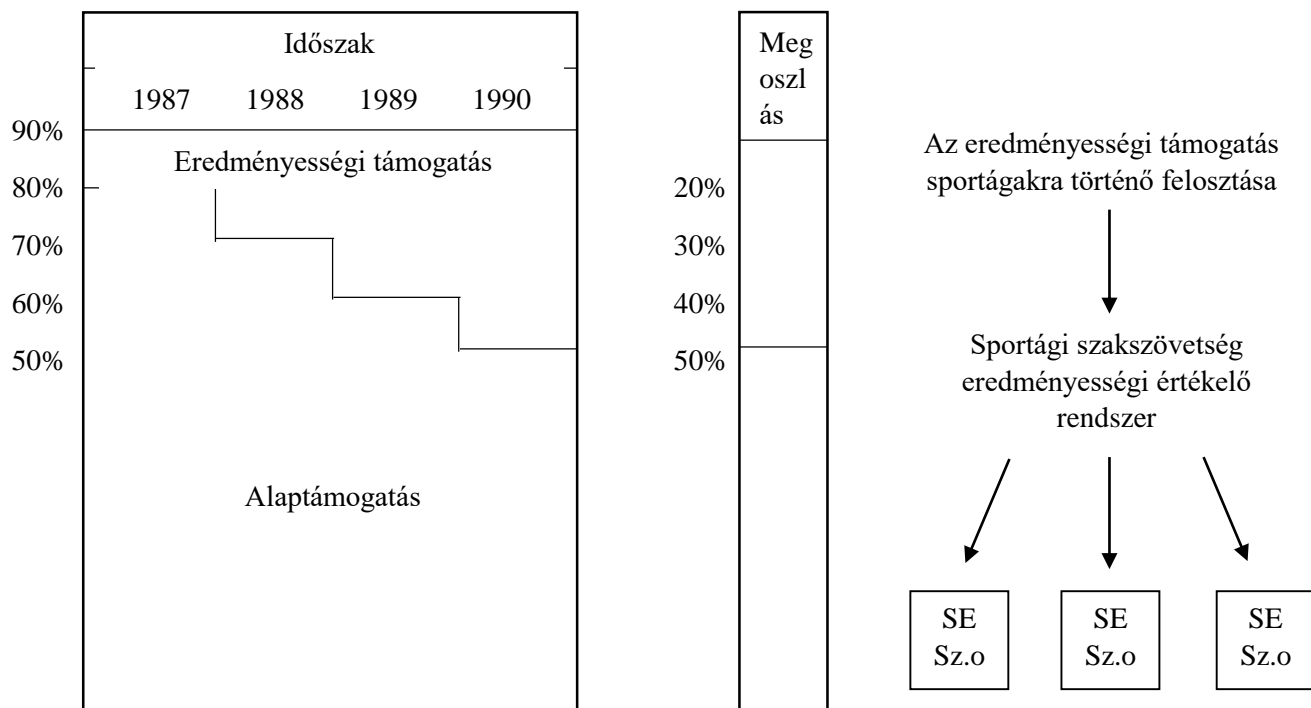 Időszak
1987 1988 1989 1990
90%
Eredményességi támogatás
80%
70%
60%
50%
Alaptámogatás
Meg
oszl
ás
20%
30%
40%
50%
Az eredményességi támogatás
sportágakra történő felosztása
Sportági szakszövetség
eredményességi értékelő
rendszer
SE
Sz.o
SE
Sz.o
SE
Sz.o